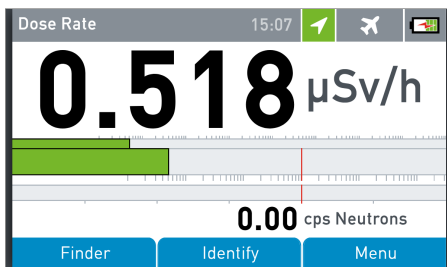 Dose Rate 15:07
0.518 µSv/h
0.00 cps Neutrons
Finder Identify Menu